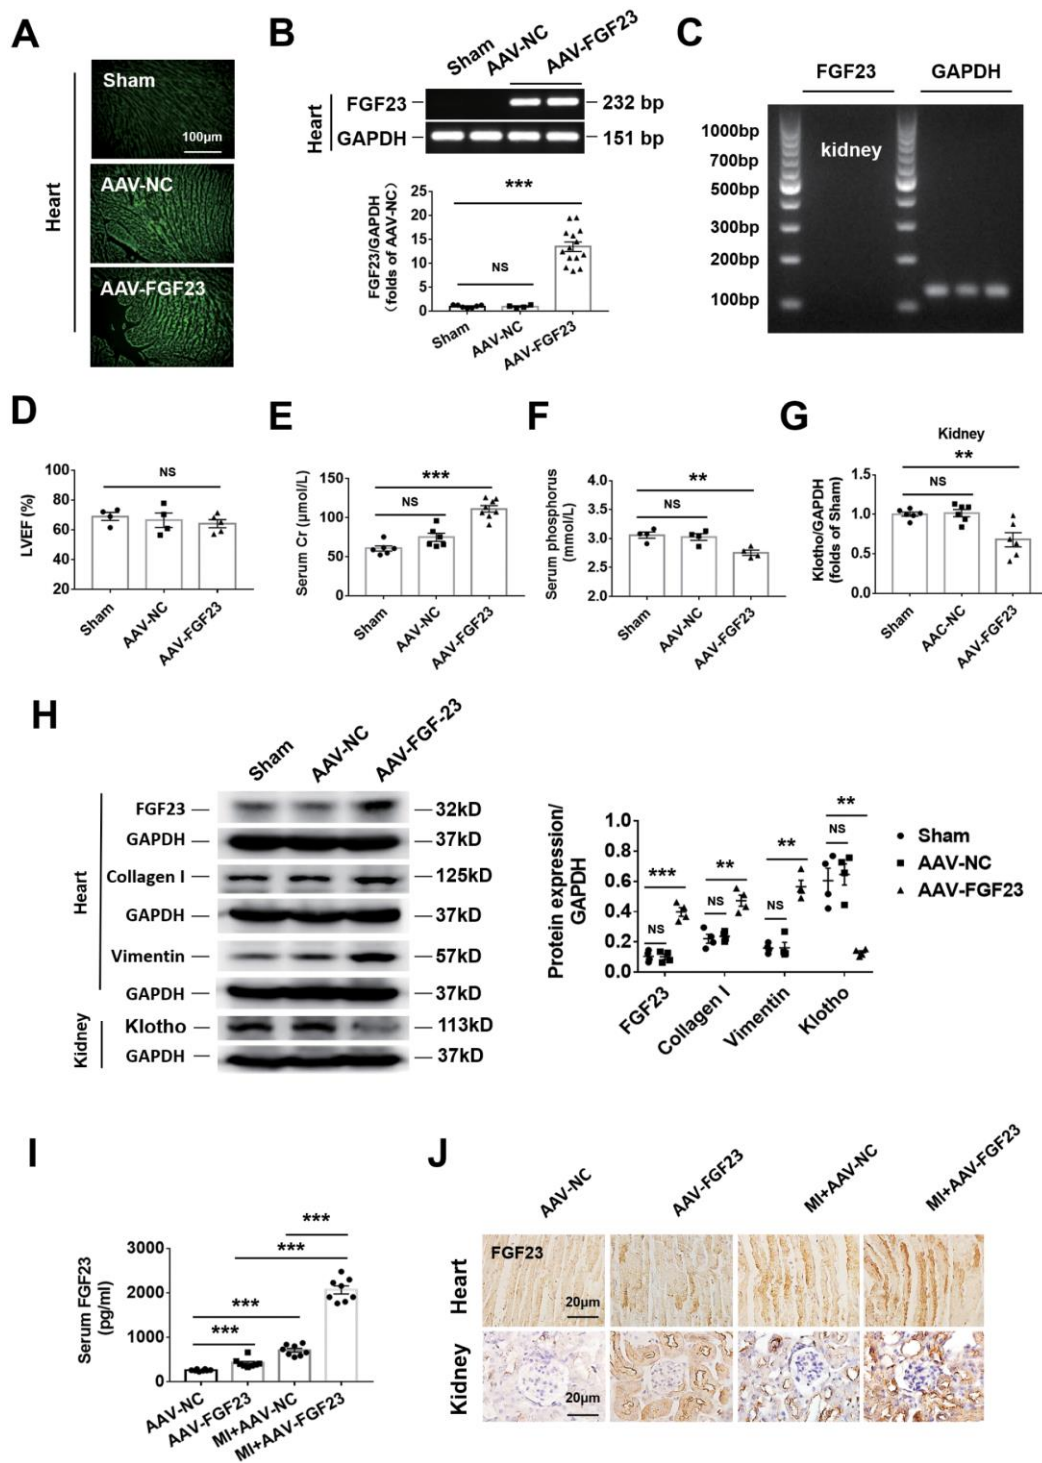 A
Heart
Sham
100μm
AAV-NC
AAV-FGF23
B
Sham
AAV-NC
AAV-FGF23
Heart
FGF23
232 bp
GAPDH
151 bp
***
NS
FGF23/GAPDH
(folds of AAV-NC)
25
20
15
10
5
0
Sham
AAV-NC
AAV-FGF23
C
FGF23
GAPDH
kidney
1000bp
700bp
500bp
300bp
200bp
100bp
D
NS
LVEF (%)
100
80
60
40
20
Sham
AAV-NC
AAV-FGF23
E
***
NS
Serum Cr (μmol/L)
150
100
50
0
Sham
AAV-NC
AAV-FGF23
F
**
NS
Serum phosphorus
(mmol/L)
4.0
3.5
3.0
2.5
2.0
Sham
AAV-NC
AAV-FGF23
G
Kidney
**
NS
Klotho/GAPDH
(folds of Sham)
1.5
1.0
0.5
0.0
Sham
AAC-NC
AAV-FGF23
H
Sham
AAV-NC
AAV-FGF-23
Heart
FGF23
32kD
GAPDH
37kD
Collagen I
125kD
GAPDH
37kD
Vimentin
57kD
GAPDH
37kD
Kidney
Klotho
113kD
GAPDH
37kD
Protein expression/
GAPDH
1.0
0.8
0.6
0.4
0.2
0.0
***
NS
**
NS
**
NS
**
NS
FGF23
Collagen I
Vimentin
Klotho
Sham
AAV-NC
AAV-FGF23
I
***
***
***
***
Serum FGF23
(pg/ml)
3000
2000
1000
0
AAV-NC
AAV-FGF23
MI+AAV-NC
MI+AAV-FGF23
J
AAV-NC
AAV-FGF23
MI+AAV-NC
MI+AAV-FGF23
Heart
FGF23
20μm
Kidney
20μm